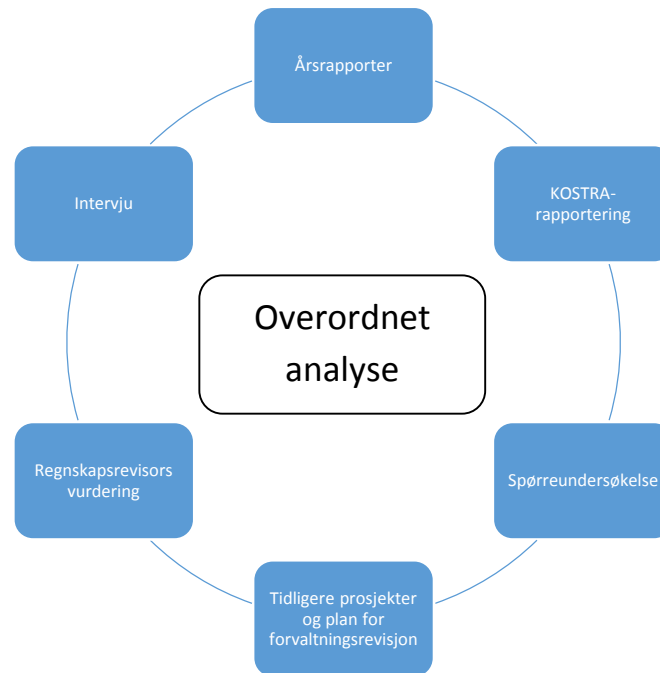 Årsrapporter
KOSTRA-
rapportering
Spørreundersøkelse
Tidligere prosjekter
og plan for
forvaltningsrevisjon
Regnskapsrevisors
vurdering
Intervju
Overordnet
analyse